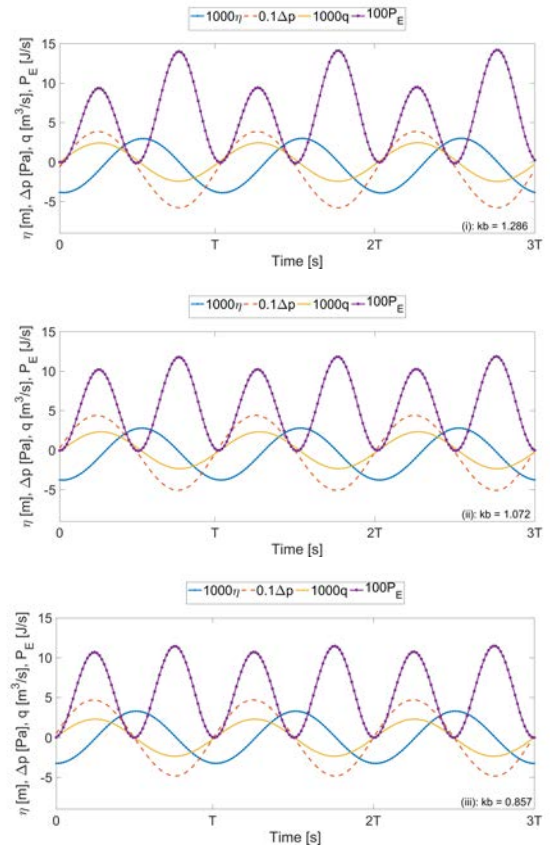 1000η 0.1Δp 1000q 100P_E
η [m], Δp [Pa], q [m³/s], P_E [J/s]
15
10
5
0
-5
(i): kb = 1.286
0 T 2T 3T
Time [s]
1000η 0.1Δp 1000q 100P_E
η [m], Δp [Pa], q [m³/s], P_E [J/s]
15
10
5
0
-5
(ii): kb = 1.072
0 T 2T 3T
Time [s]
1000η 0.1Δp 1000q 100P_E
η [m], Δp [Pa], q [m³/s], P_E [J/s]
15
10
5
0
-5
(iii): kb = 0.857
0 T 2T 3T
Time [s]